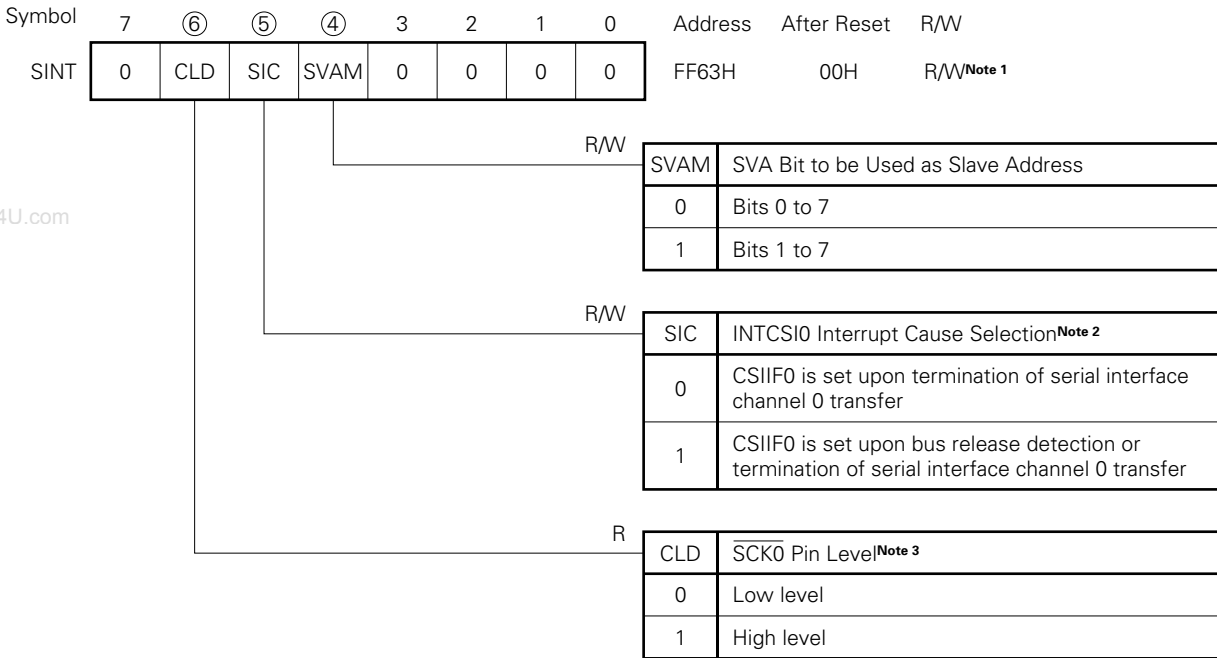 Symbol 7 ⑥ ⑤ ④ 3 2 1 0 Address After Reset R/W
SINT 0 CLD SIC SVAM 0 0 0 0 FF63H 00H R/WNote 1
R/W
SVAM SVA Bit to be Used as Slave Address
0 Bits 0 to 7
1 Bits 1 to 7
4U.com
R/W
SIC INTCSI0 Interrupt Cause SelectionNote 2
0 CSIIF0 is set upon termination of serial interface
channel 0 transfer
1 CSIIF0 is set upon bus release detection or
termination of serial interface channel 0 transfer
R
CLD S̅C̅K̅0̅ Pin LevelNote 3
0 Low level
1 High level